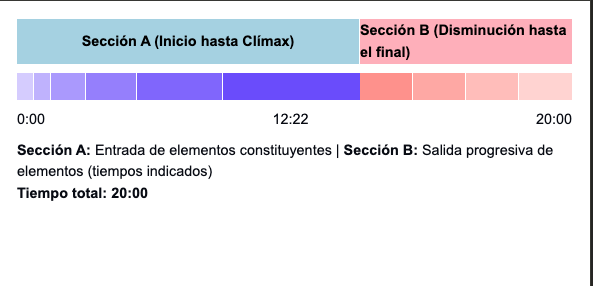 Sección A (Inicio hasta Clímax)
Sección B (Disminución hasta
el final)
0:00
12:22
20:00
Sección A: Entrada de elementos constituyentes | Sección B: Salida progresiva de
elementos (tiempos indicados)
Tiempo total: 20:00